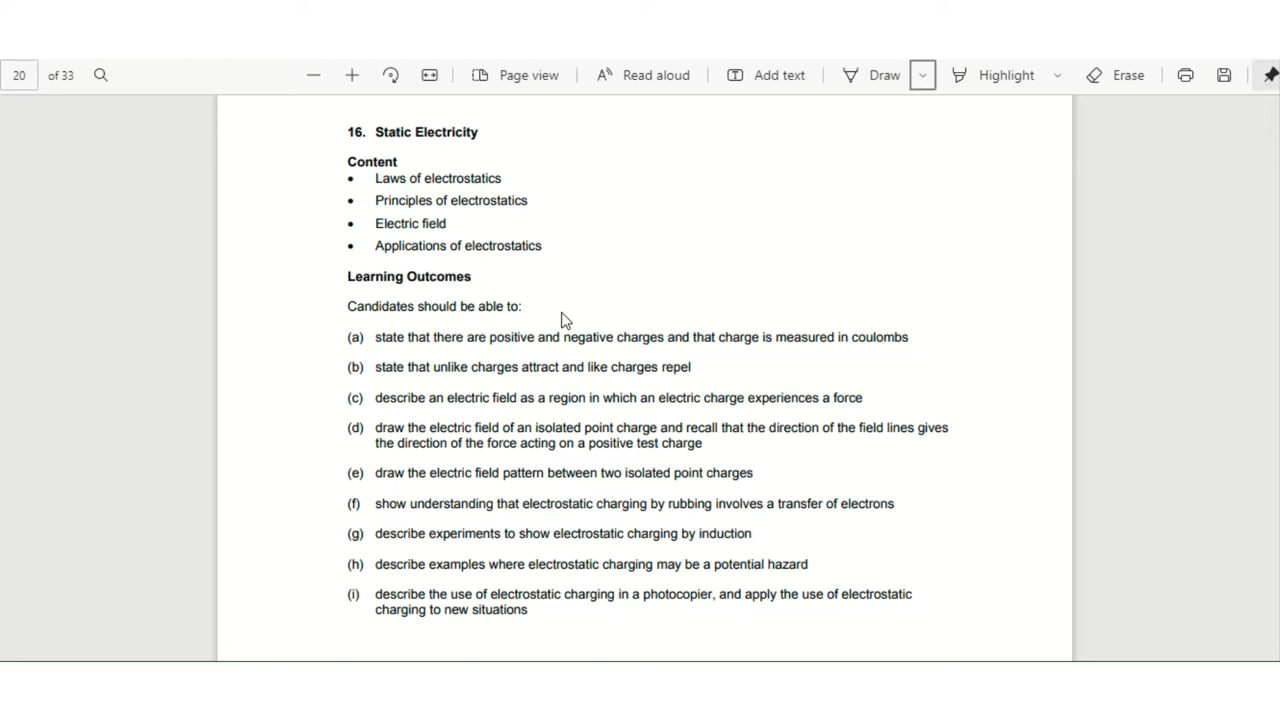 20 of 33 Page view Read aloud Add text Draw Highlight Erase
16. Static Electricity
Content
• Laws of electrostatics
• Principles of electrostatics
• Electric field
• Applications of electrostatics
Learning Outcomes
Candidates should be able to:
(a) state that there are positive and negative charges and that charge is measured in coulombs
(b) state that unlike charges attract and like charges repel
(c) describe an electric field as a region in which an electric charge experiences a force
(d) draw the electric field of an isolated point charge and recall that the direction of the field lines gives
the direction of the force acting on a positive test charge
(e) draw the electric field pattern between two isolated point charges
(f) show understanding that electrostatic charging by rubbing involves a transfer of electrons
(g) describe experiments to show electrostatic charging by induction
(h) describe examples where electrostatic charging may be a potential hazard
(i) describe the use of electrostatic charging in a photocopier, and apply the use of electrostatic
charging to new situations